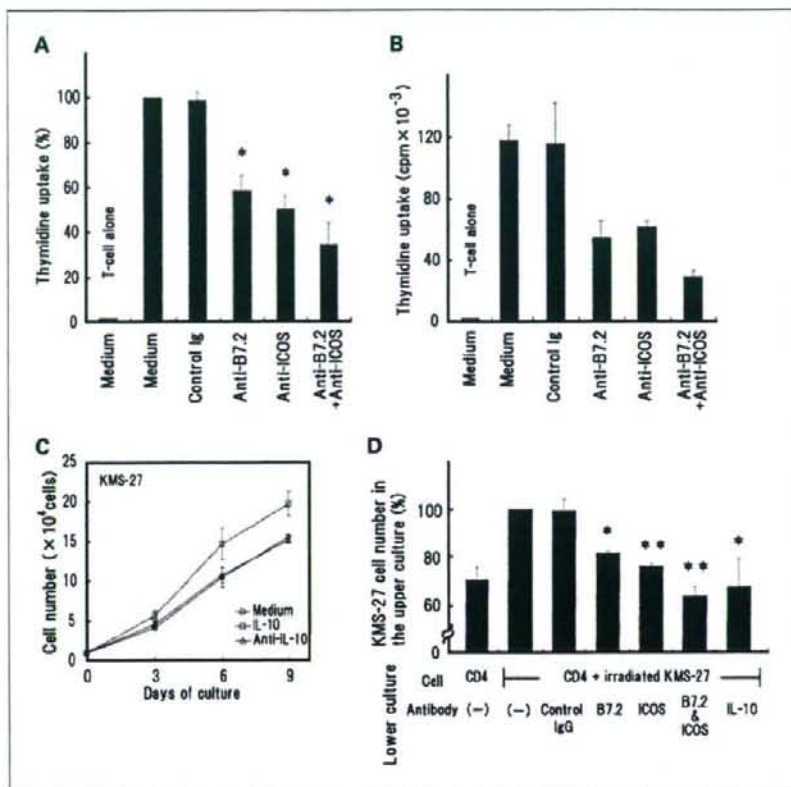 A
Thymidine uptake (%)
100
80
60
40
20
0
T-cell alone
*
*
*
Medium
Medium
Control Ig
Anti-B7.2
Anti-ICOS
Anti-B7.2
+Anti-ICOS
B
Thymidine uptake (cpm×10⁻³)
120
80
40
0
T-cell alone
Medium
Medium
Control Ig
Anti-B7.2
Anti-ICOS
Anti-B7.2
+Anti-ICOS
C
KMS-27
Cell number (×10⁴cells)
25
20
15
10
5
0
Medium
IL-10
Anti-IL-10
0 3 6 9
Days of culture
D
KMS-27 cell number in
the upper culture (%)
100
80
60
0
*
**
**
*
Lower culture
Cell CD4 CD4 + irradiated KMS-27
Antibody (−) (−) Control IgG B7.2 ICOS B7.2 & ICOS IL-10